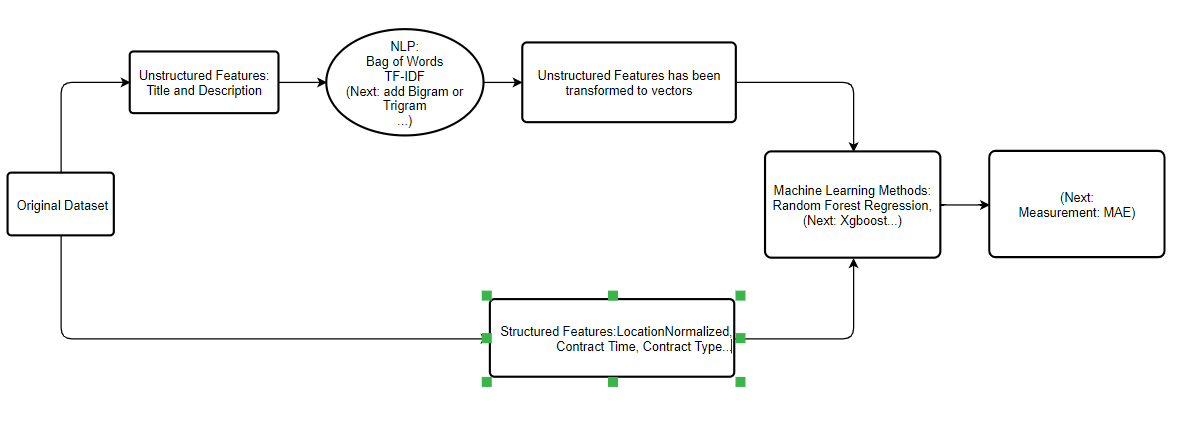 Unstructured Features:
Title and Description
NLP:
Bag of Words
TF-IDF
(Next: add Bigram or
Trigram
...)
Unstructured Features has been
transformed to vectors
Original Dataset
Machine Learning Methods:
Random Forest Regression,
(Next: Xgboost...)
(Next:
Measurement: MAE)
Structured Features:LocationNormalized,
Contract Time, Contract Type...